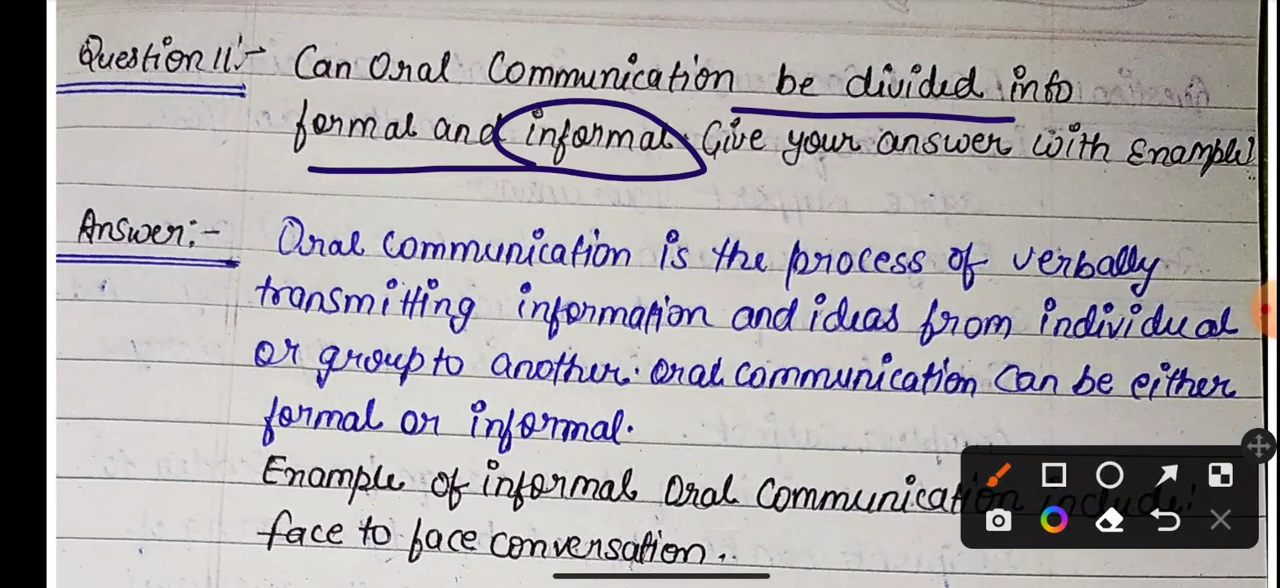 Question 11:- Can Oral Communication be divided into
formal and informal. Give your answer with Example?
Answer:- Oral communication is the process of verbally
transmitting information and ideas from individual
or group to another. Oral communication can be either
formal or informal.
Example of informal Oral Communication include:
face to face conversation.